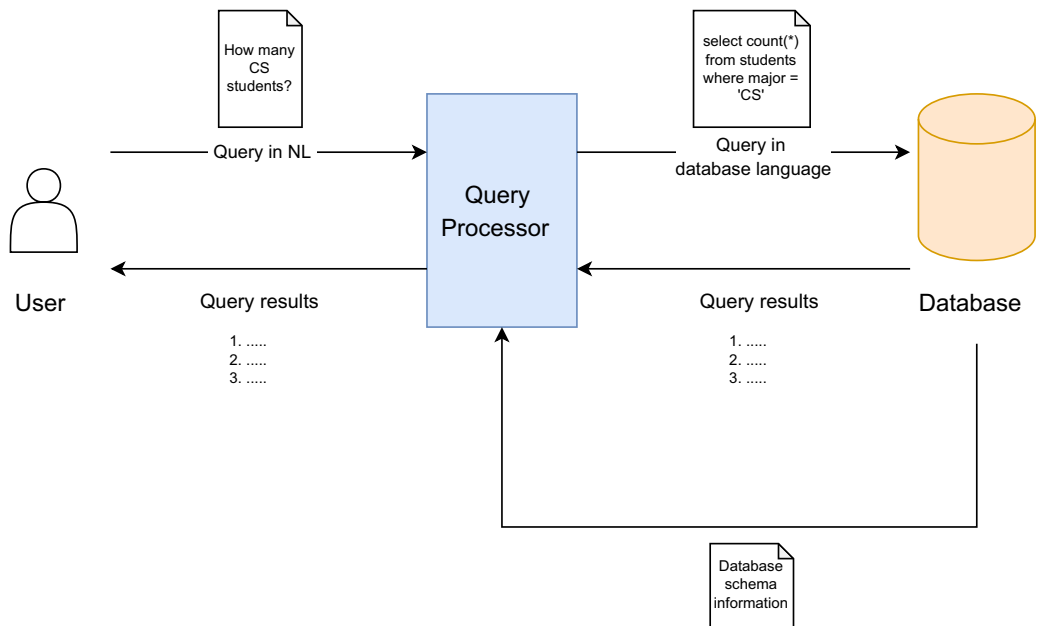 How many
CS
students?
select count(*)
from students
where major =
'CS'
Query in NL
Query in
database language
Query
Processor
User
Query results
1. .....
2. .....
3. .....
Query results
1. .....
2. .....
3. .....
Database
Database
schema
information